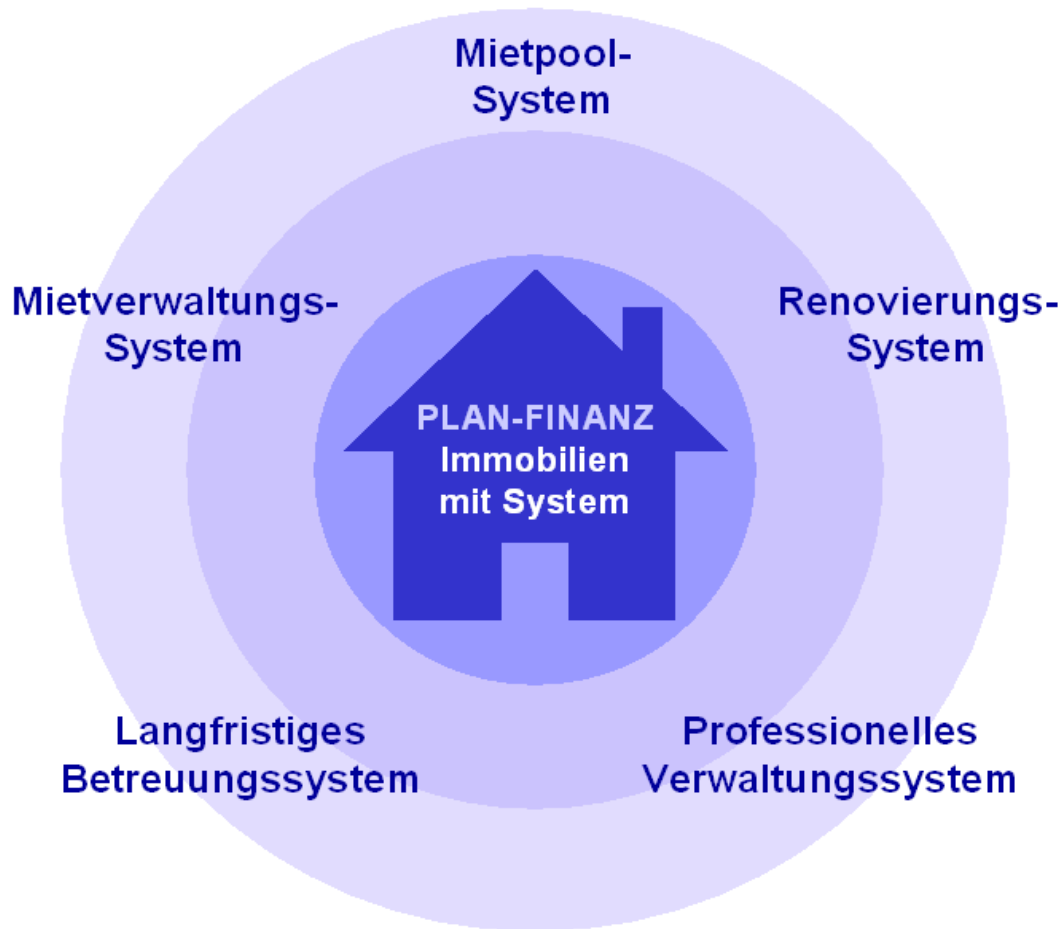 Mietpool-
System
Mietverwaltungs-
System
Renovierungs-
System
PLAN-FINANZ
Immobilien
mit System
Langfristiges
Betreuungssystem
Professionelles
Verwaltungssystem